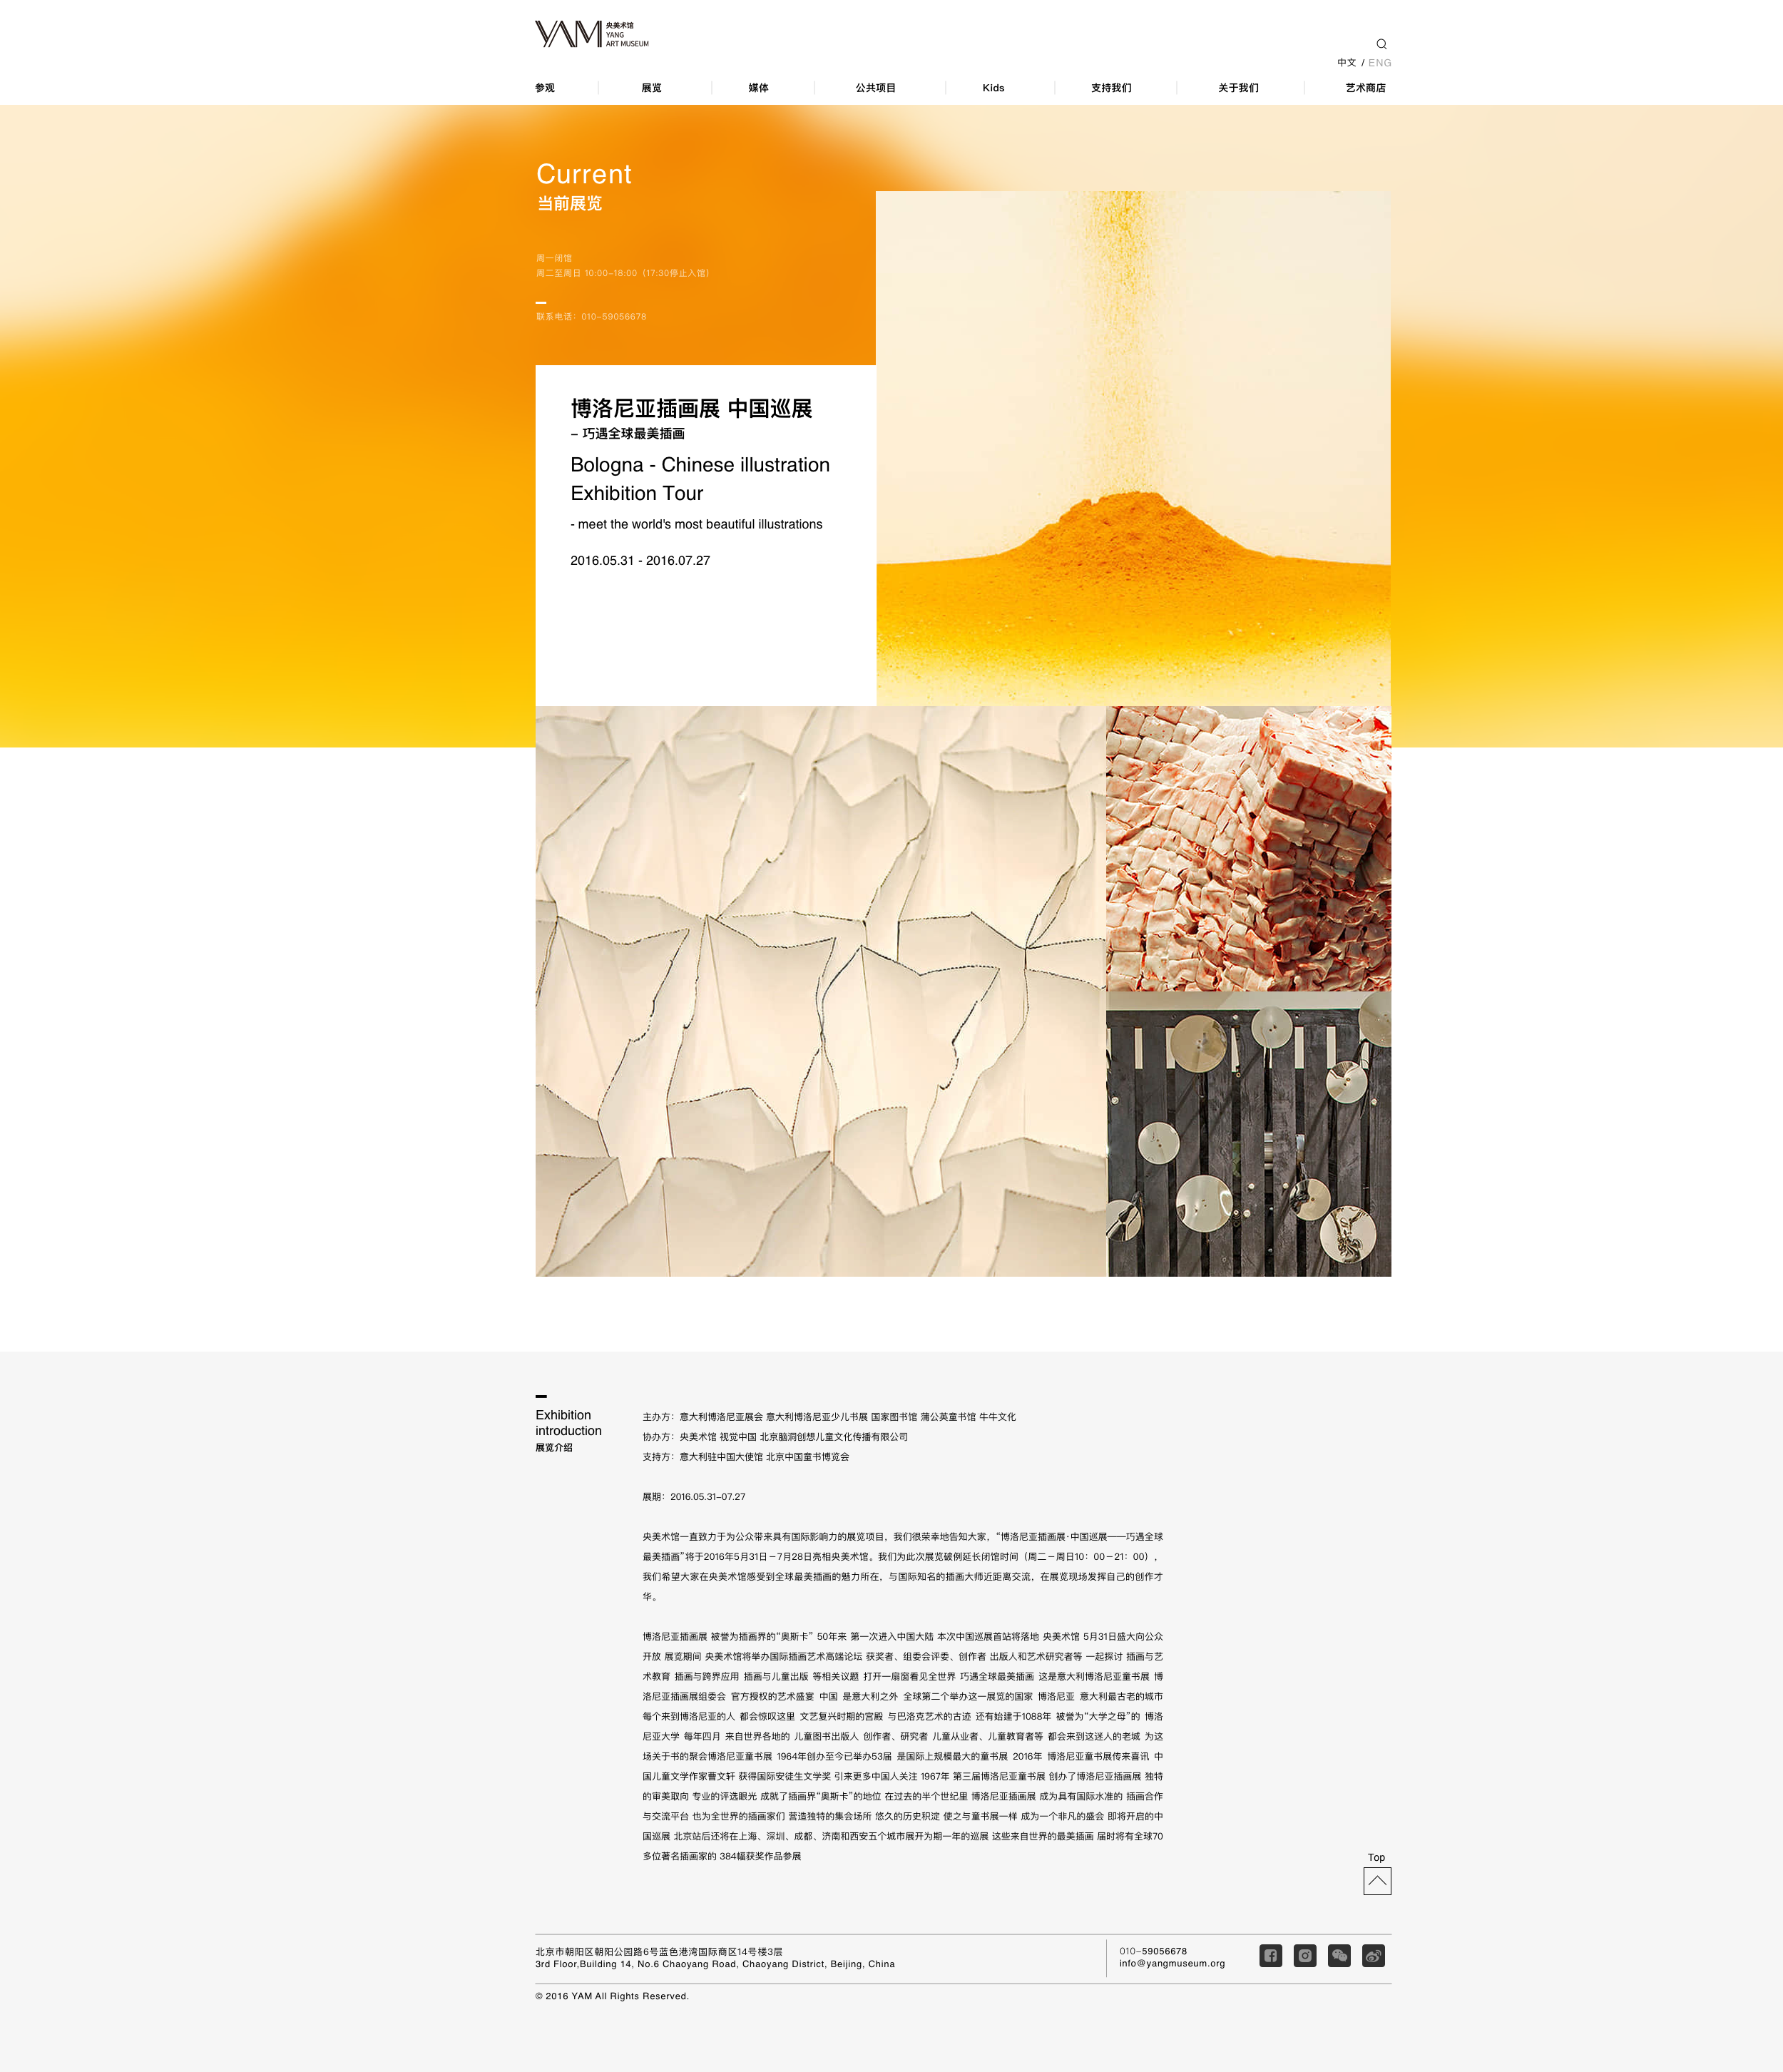 YAM
央美术馆
YANG
ART MUSEUM
中文 / ENG
参观
展览
媒体
公共项目
Kids
支持我们
关于我们
艺术商店
Current
当前展览
周一闭馆
周二至周日 10:00-18:00（17:30停止入馆）
联系电话：010-59056678
博洛尼亚插画展 中国巡展
- 巧遇全球最美插画
Bologna - Chinese illustration
Exhibition Tour
- meet the world's most beautiful illustrations
2016.05.31 - 2016.07.27
Exhibition
introduction
展览介绍
主办方：意大利博洛尼亚展会 意大利博洛尼亚少儿书展 国家图书馆 蒲公英童书馆 牛牛文化
协办方：央美术馆 视觉中国 北京脑洞创想儿童文化传播有限公司
支持方：意大利驻中国大使馆 北京中国童书博览会
展期：2016.05.31-07.27
央美术馆一直致力于为公众带来具有国际影响力的展览项目，我们很荣幸地告知大家，“博洛尼亚插画展·中国巡展——巧遇全球
最美插画”将于2016年5月31日－7月28日亮相央美术馆。我们为此次展览破例延长闭馆时间（周二－周日10：00－21：00），
我们希望大家在央美术馆感受到全球最美插画的魅力所在，与国际知名的插画大师近距离交流，在展览现场发挥自己的创作才
华。
博洛尼亚插画展 被誉为插画界的“奥斯卡” 50年来 第一次进入中国大陆 本次中国巡展首站将落地 央美术馆 5月31日盛大向公众
开放 展览期间 央美术馆将举办国际插画艺术高端论坛 获奖者、组委会评委、创作者 出版人和艺术研究者等 一起探讨 插画与艺
术教育 插画与跨界应用 插画与儿童出版 等相关议题 打开一扇窗看见全世界 巧遇全球最美插画 这是意大利博洛尼亚童书展 博
洛尼亚插画展组委会 官方授权的艺术盛宴 中国 是意大利之外 全球第二个举办这一展览的国家 博洛尼亚 意大利最古老的城市
每个来到博洛尼亚的人 都会惊叹这里 文艺复兴时期的宫殿 与巴洛克艺术的古迹 还有始建于1088年 被誉为“大学之母”的 博洛
尼亚大学 每年四月 来自世界各地的 儿童图书出版人 创作者、研究者 儿童从业者、儿童教育者等 都会来到这迷人的老城 为这
场关于书的聚会博洛尼亚童书展 1964年创办至今已举办53届 是国际上规模最大的童书展 2016年 博洛尼亚童书展传来喜讯 中
国儿童文学作家曹文轩 获得国际安徒生文学奖 引来更多中国人关注 1967年 第三届博洛尼亚童书展 创办了博洛尼亚插画展 独特
的审美取向 专业的评选眼光 成就了插画界“奥斯卡”的地位 在过去的半个世纪里 博洛尼亚插画展 成为具有国际水准的 插画合作
与交流平台 也为全世界的插画家们 营造独特的集会场所 悠久的历史积淀 使之与童书展一样 成为一个非凡的盛会 即将开启的中
国巡展 北京站后还将在上海、深圳、成都、济南和西安五个城市展开为期一年的巡展 这些来自世界的最美插画 届时将有全球70
多位著名插画家的 384幅获奖作品参展
Top
北京市朝阳区朝阳公园路6号蓝色港湾国际商区14号楼3层
3rd Floor,Building 14, No.6 Chaoyang Road, Chaoyang District, Beijing, China
010-59056678
info@yangmuseum.org
© 2016 YAM All Rights Reserved.